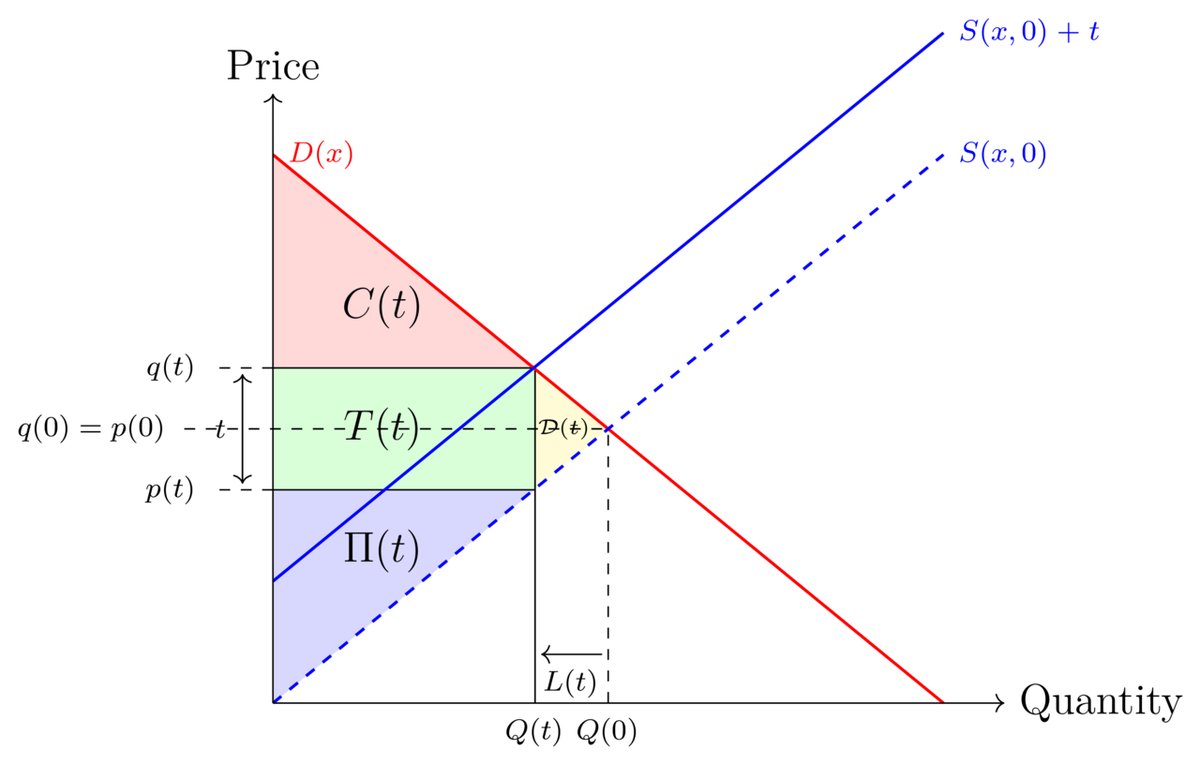 S(x, 0) + t
Price
D(x)
S(x, 0)
C(t)
q(t)
q(0) = p(0)
t
T(t)
𝒟(t)
p(t)
Π(t)
L(t)
Quantity
Q(t) Q(0)